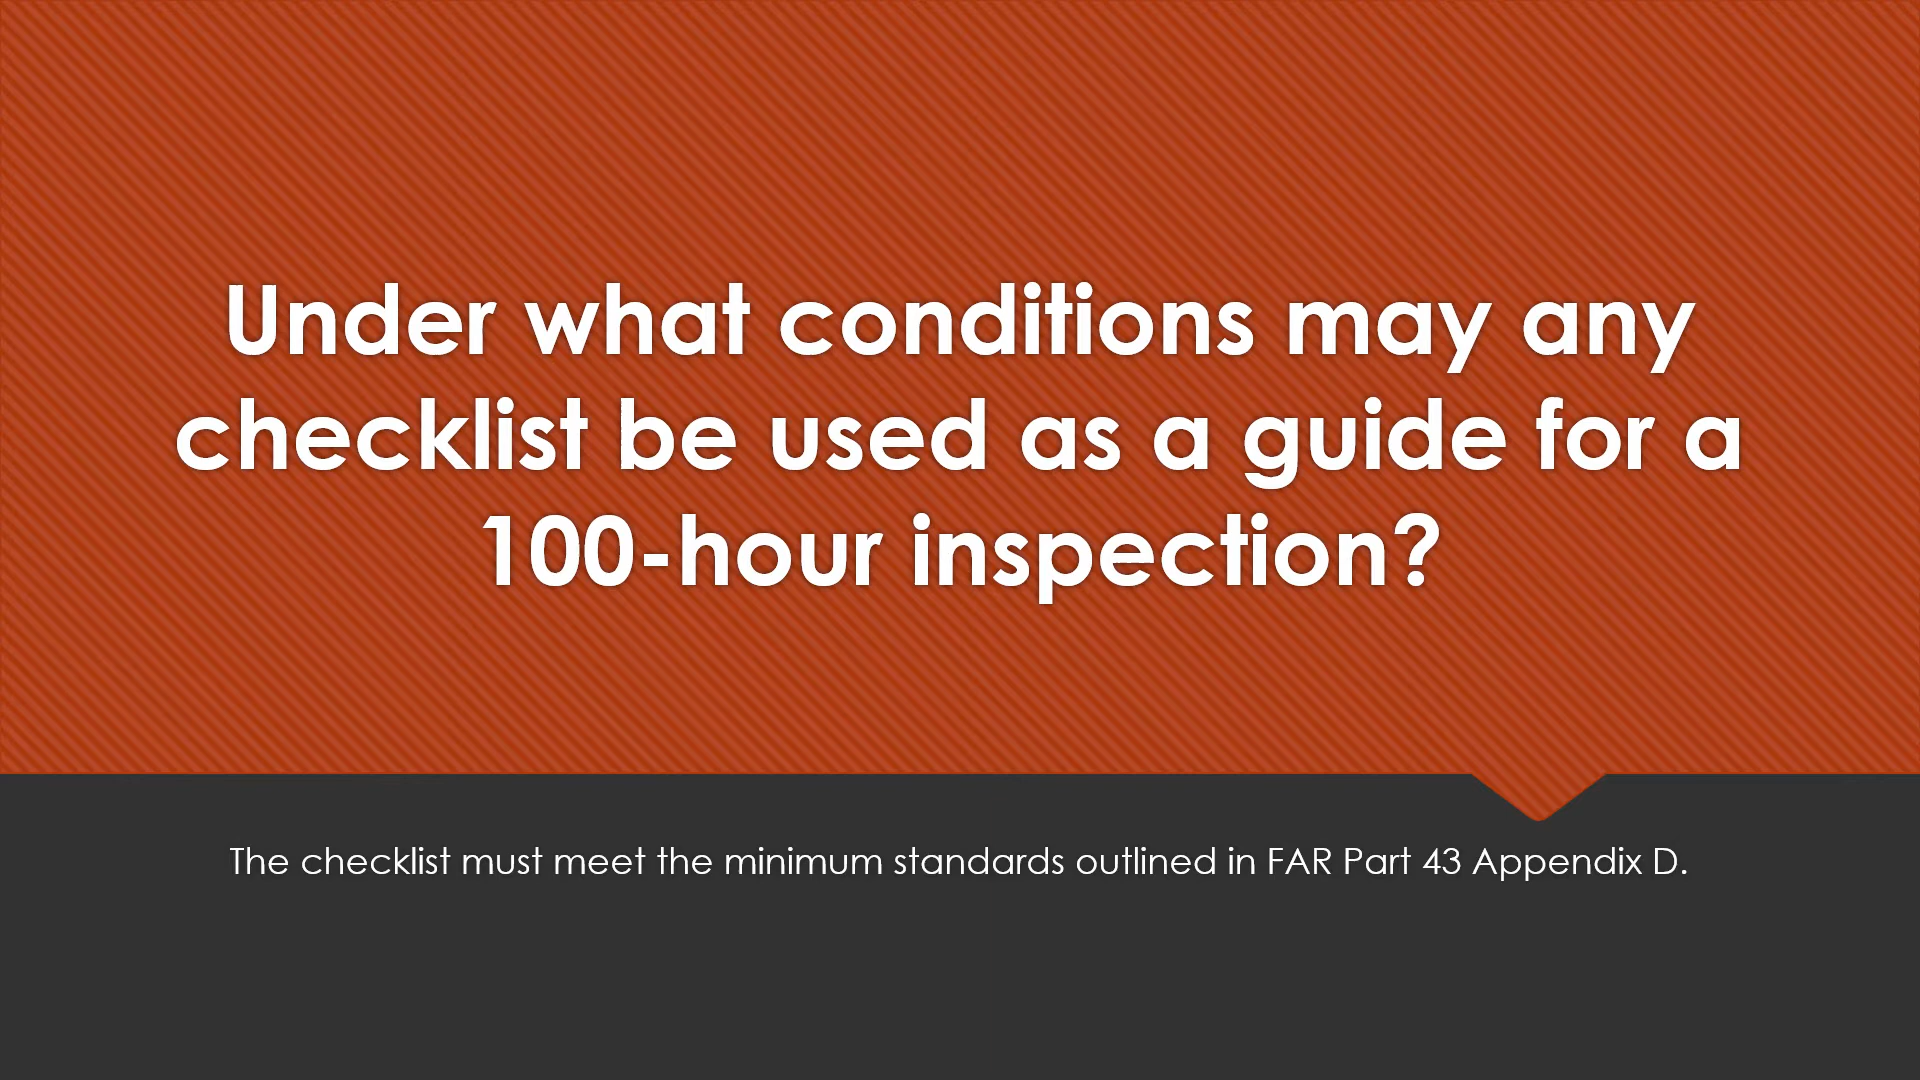 Under what conditions may any
checklist be used as a guide for a
100-hour inspection?
The checklist must meet the minimum standards outlined in FAR Part 43 Appendix D.